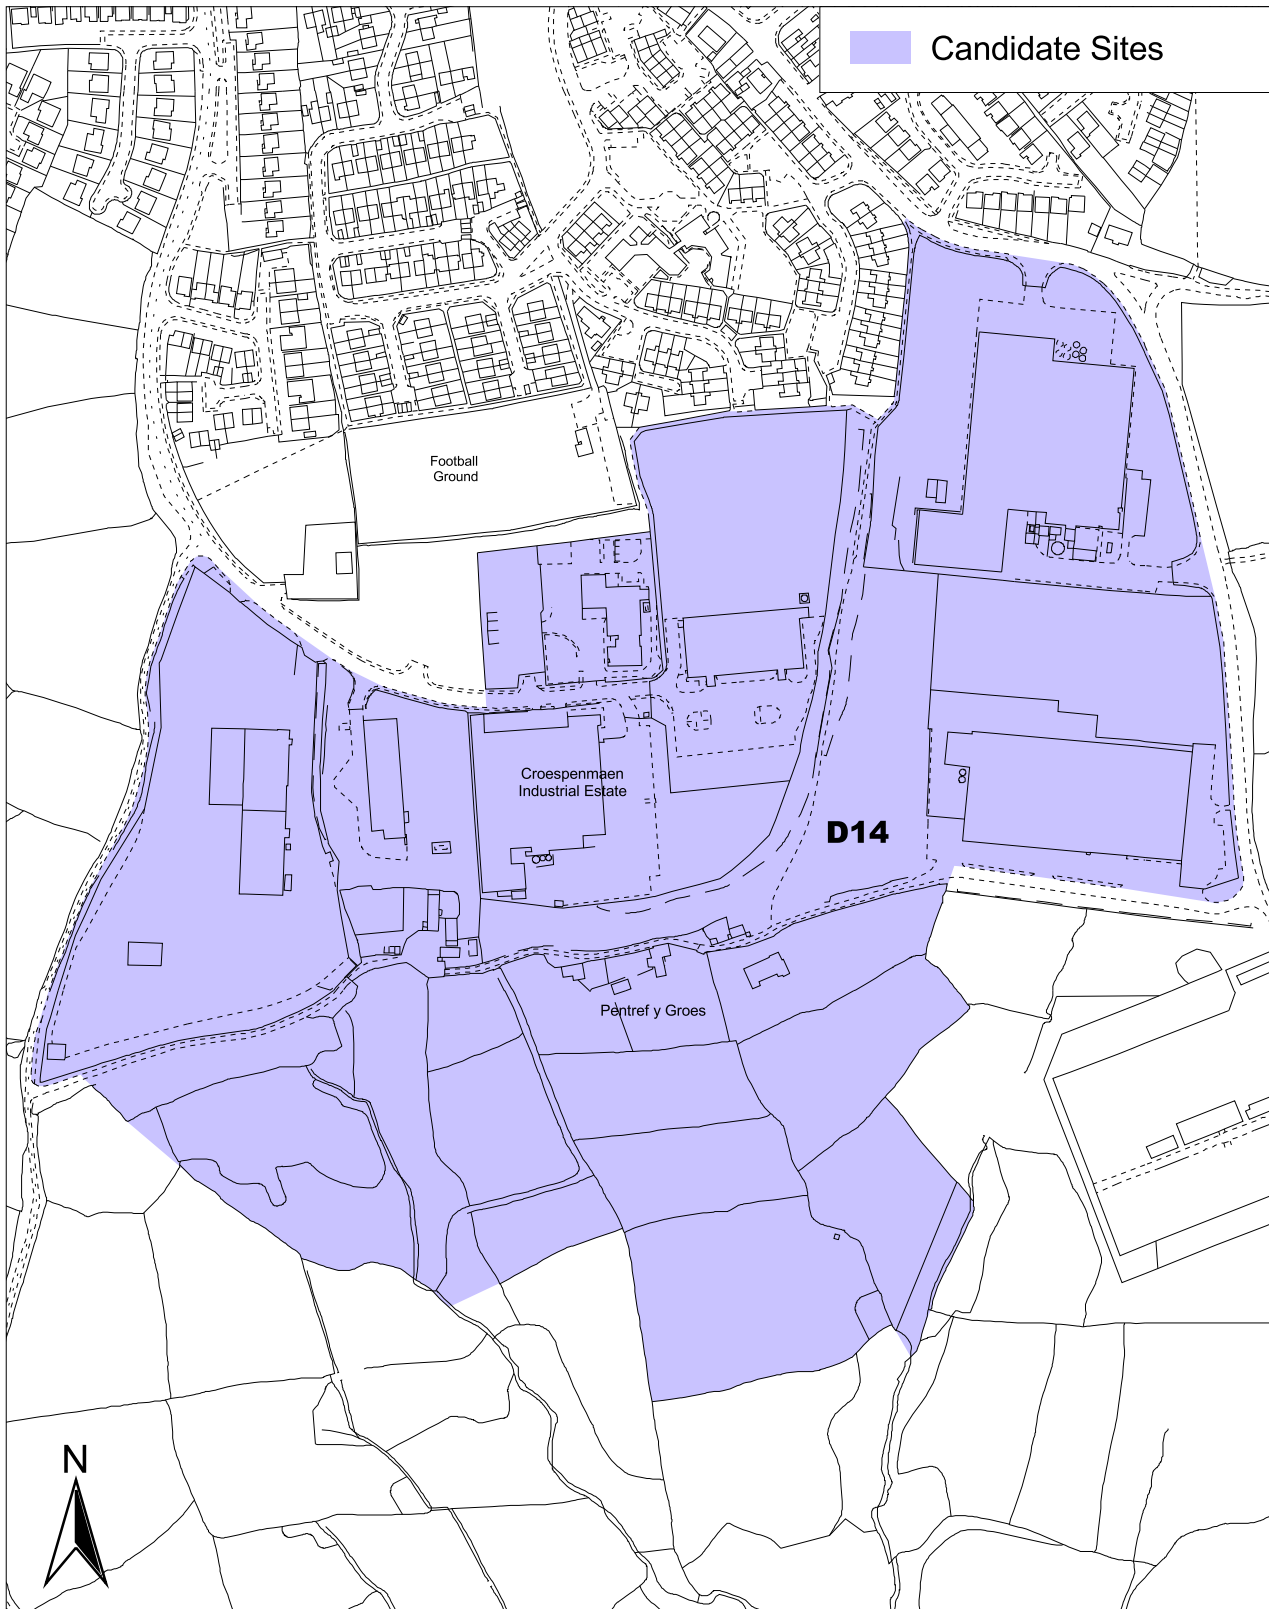 Candidate Sites
Football
Ground
Croespenmaen
Industrial Estate
D14
Pentref y Groes
N